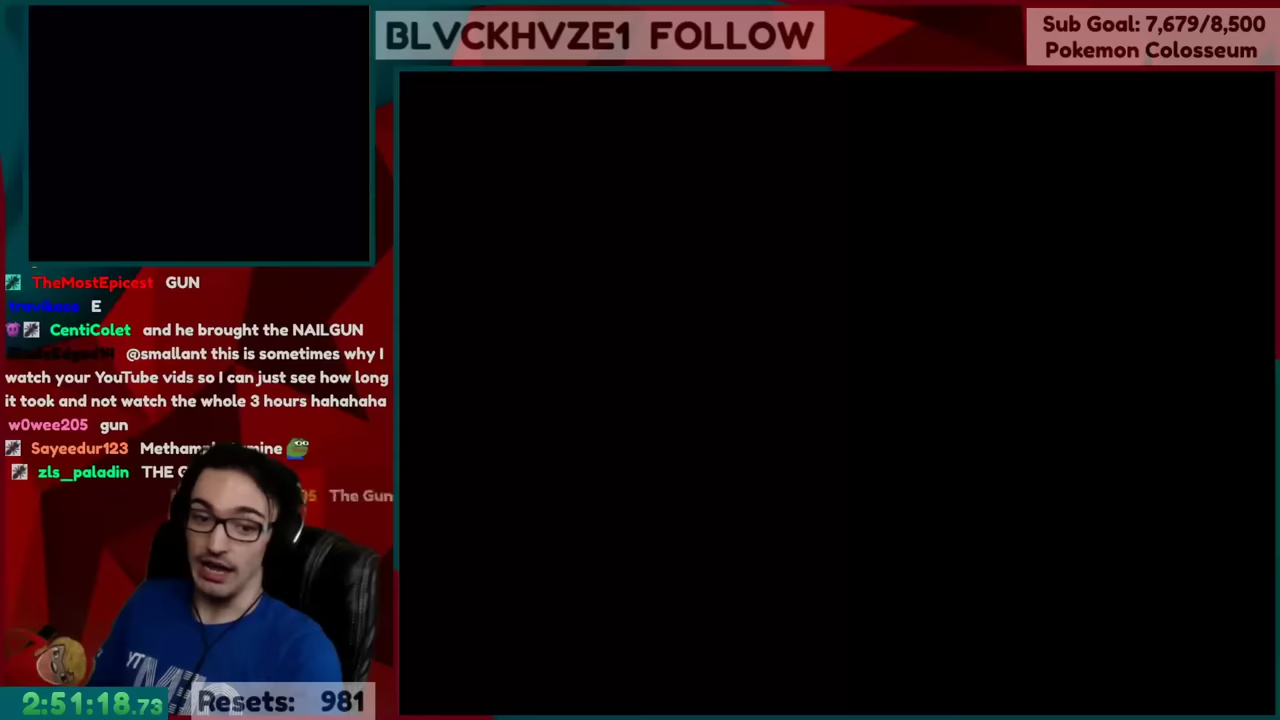 BLVCKHVZE1 FOLLOW
Sub Goal: 7,679/8,500
Pokemon Colosseum
TheMostEpicest GUN
E
CentiColet and he brought the NAILGUN
@smallant this is sometimes why I
watch your YouTube vids so I can just see how long
it took and not watch the whole 3 hours hahahaha
w0wee205 gun
Sayeedur123
zls_paladin THE
The Gun
YT
2:51:18.73
Resets: 981